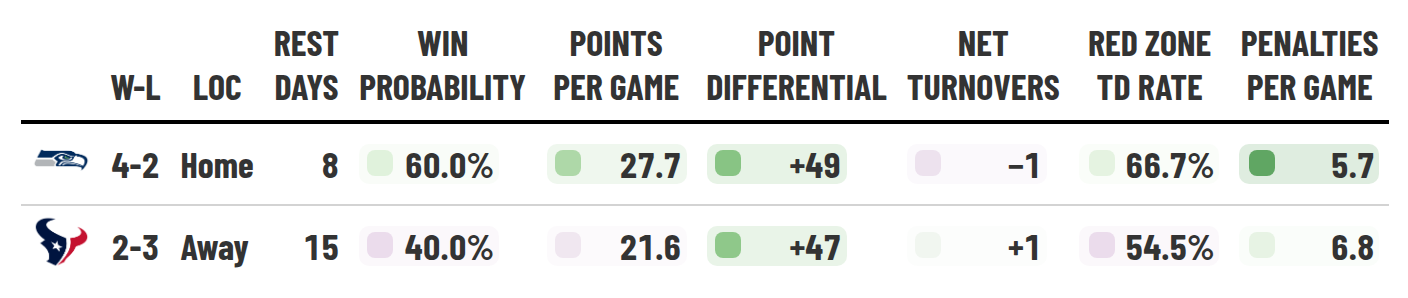 REST WIN POINTS POINT NET RED ZONE PENALTIES
W-L LOC DAYS PROBABILITY PER GAME DIFFERENTIAL TURNOVERS TD RATE PER GAME
4-2 Home 8 60.0% 27.7 +49 −1 66.7% 5.7
2-3 Away 15 40.0% 21.6 +47 +1 54.5% 6.8